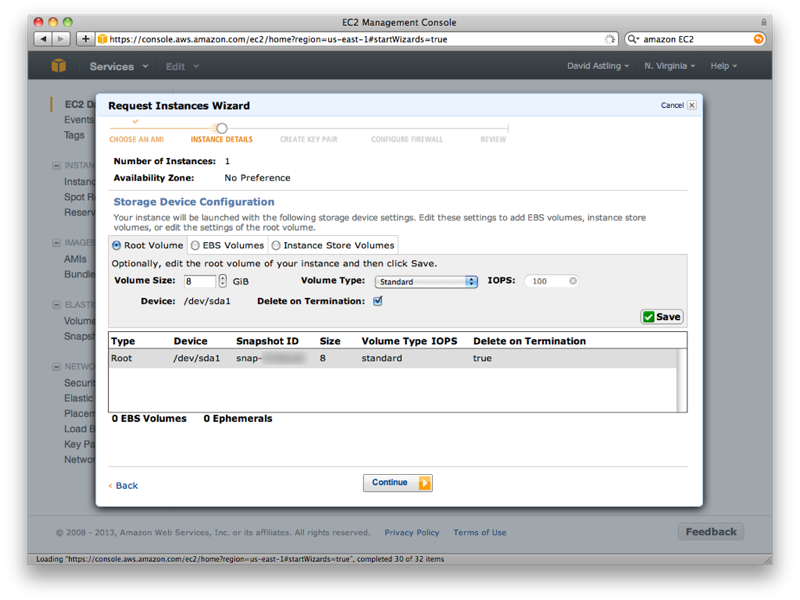 EC2 Management Console
https://console.aws.amazon.com/ec2/home?region=us-east-1#startWizards=true
amazon EC2
Services
Edit
David Astling
N. Virginia
Help
EC2 Da
Events
Tags
INSTAN
Instanc
Spot R
Reserv
IMAGES
AMIs
Bundle
ELASTI
Volume
Snapsh
NETWO
Securit
Elastic
Placem
Load B
Key Pa
Networ
Request Instances Wizard
Cancel
CHOOSE AN AMI
INSTANCE DETAILS
CREATE KEY PAIR
CONFIGURE FIREWALL
REVIEW
Number of Instances: 1
Availability Zone: No Preference
Storage Device Configuration
Your instance will be launched with the following storage device settings. Edit these settings to add EBS volumes, instance store
volumes, or edit the settings of the root volume.
Root Volume EBS Volumes Instance Store Volumes
Optionally, edit the root volume of your instance and then click Save.
Volume Size: 8 GiB Volume Type: Standard IOPS: 100
Device: /dev/sda1 Delete on Termination:
Save
Type Device Snapshot ID Size Volume Type IOPS Delete on Termination
Root /dev/sda1 snap- 8 standard true
0 EBS Volumes 0 Ephemerals
‹ Back
Continue
© 2008 - 2013, Amazon Web Services, Inc. or its affiliates. All rights reserved. Privacy Policy Terms of Use
Feedback
Loading "https://console.aws.amazon.com/ec2/home?region=us-east-1#startWizards=true", completed 30 of 32 items